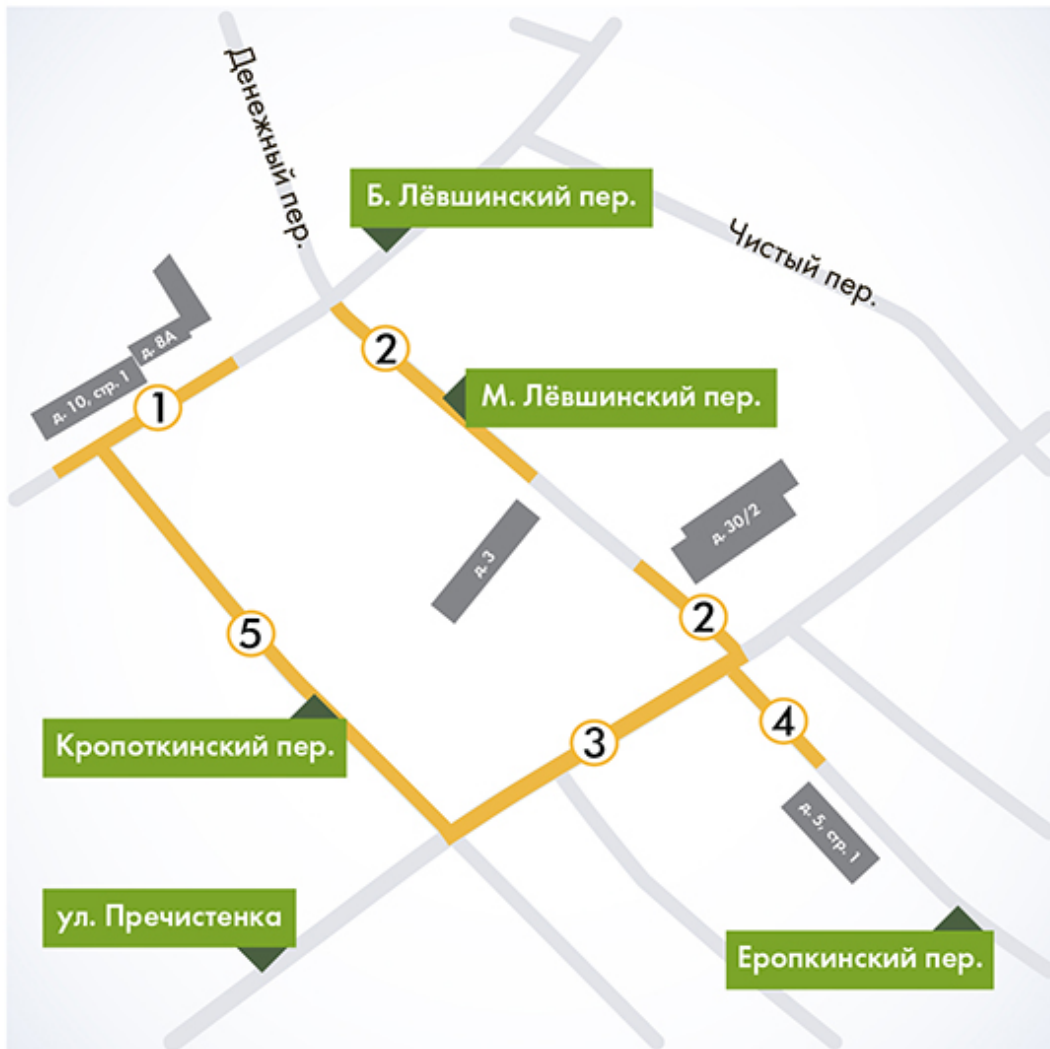 Денежный пер.
Б. Лёвшинский пер.
Чистый пер.
д. 8А
д. 10, стр. 1
1
2
М. Лёвшинский пер.
д. 30/2
д. 3
2
5
4
3
Кропоткинский пер.
д. 5, стр. 1
ул. Пречистенка
Еропкинский пер.